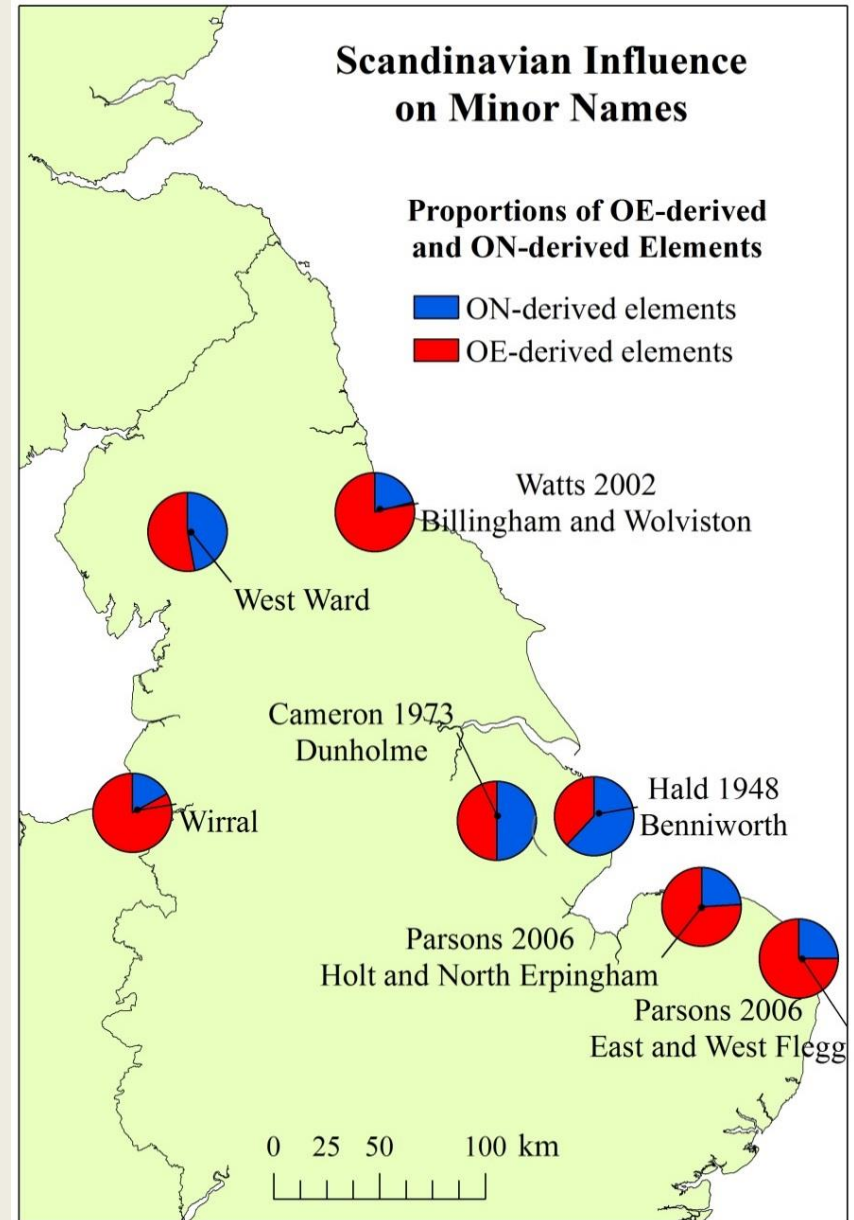 Scandinavian Influence
on Minor Names
Proportions of OE-derived
and ON-derived Elements
ON-derived elements
OE-derived elements
Watts 2002
Billingham and Wolviston
West Ward
Cameron 1973
Dunholme
Hald 1948
Benniworth
Wirral
Parsons 2006
Holt and North Erpingham
Parsons 2006
East and West Flegg
0 25 50 100 km